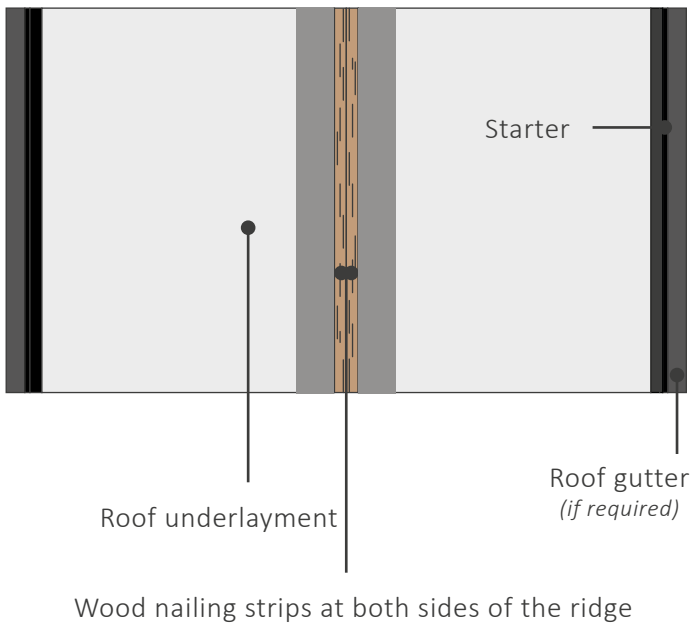 Starter
Roof gutter
(if required)
Roof underlayment
Wood nailing strips at both sides of the ridge